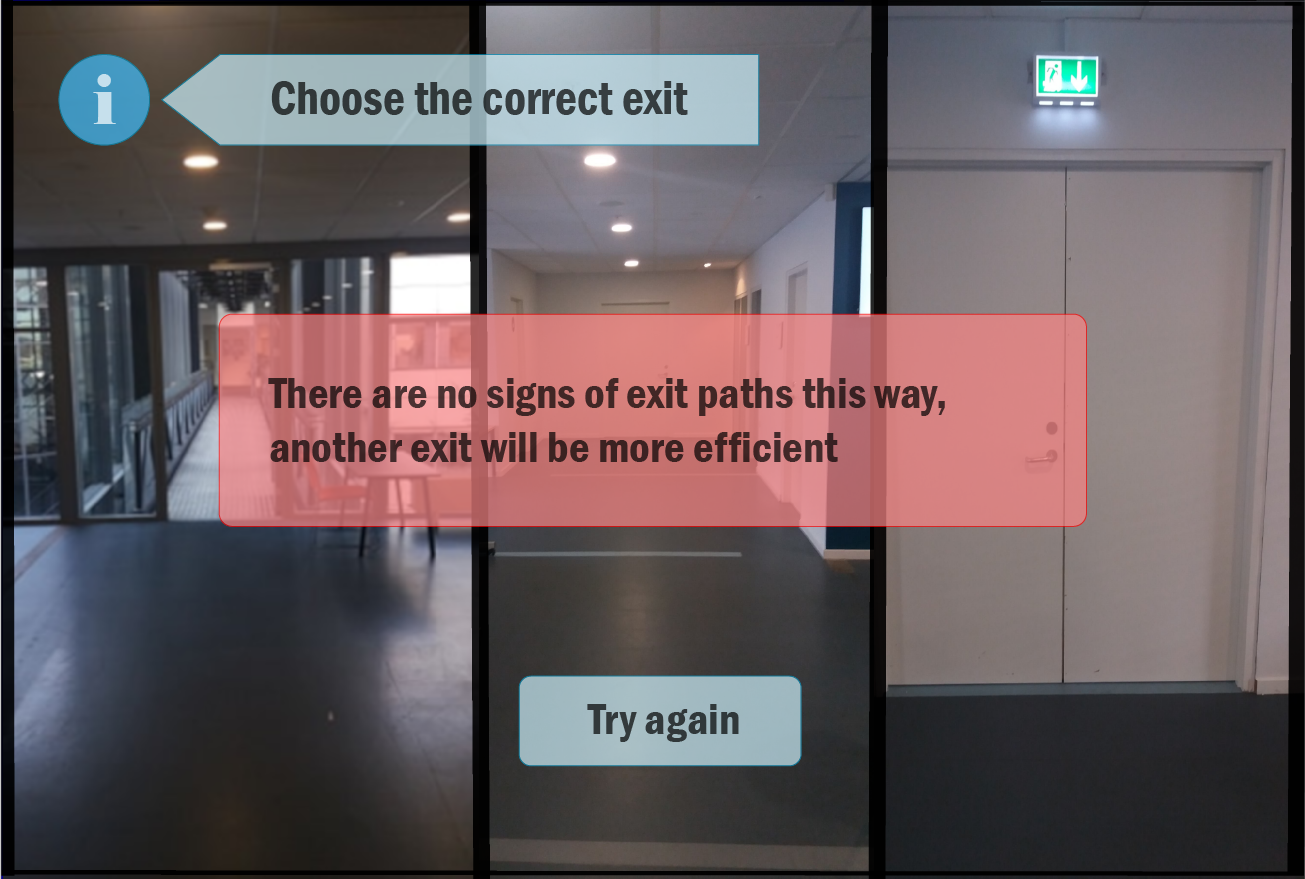 i
Choose the correct exit
There are no signs of exit paths this way,
another exit will be more efficient
Try again